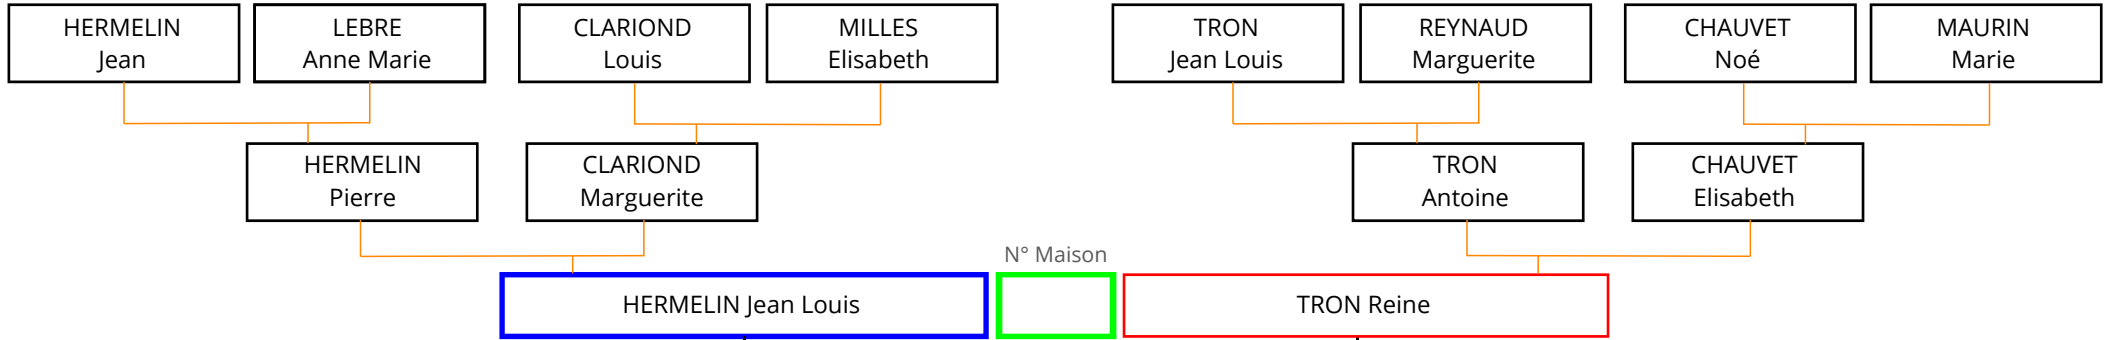 HERMELIN
Jean
LEBRE
Anne Marie
CLARIOND
Louis
MILLES
Elisabeth
TRON
Jean Louis
REYNAUD
Marguerite
CHAUVET
Noé
MAURIN
Marie
HERMELIN
Pierre
CLARIOND
Marguerite
TRON
Antoine
CHAUVET
Elisabeth
N° Maison
HERMELIN Jean Louis
TRON Reine